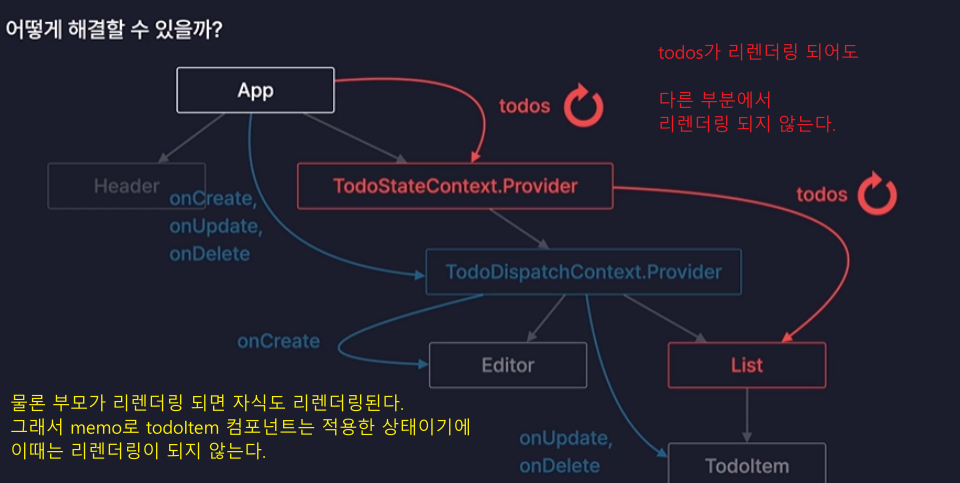 어떻게 해결할 수 있을까?
todos가 리렌더링 되어도
다른 부분에서
리렌더링 되지 않는다.
App
todos
Header
TodoStateContext.Provider
todos
onCreate,
onUpdate,
onDelete
TodoDispatchContext.Provider
onCreate
Editor
List
물론 부모가 리렌더링 되면 자식도 리렌더링된다.
그래서 memo로 todoItem 컴포넌트는 적용한 상태이기에
이때는 리렌더링이 되지 않는다.
onUpdate,
onDelete
TodoItem